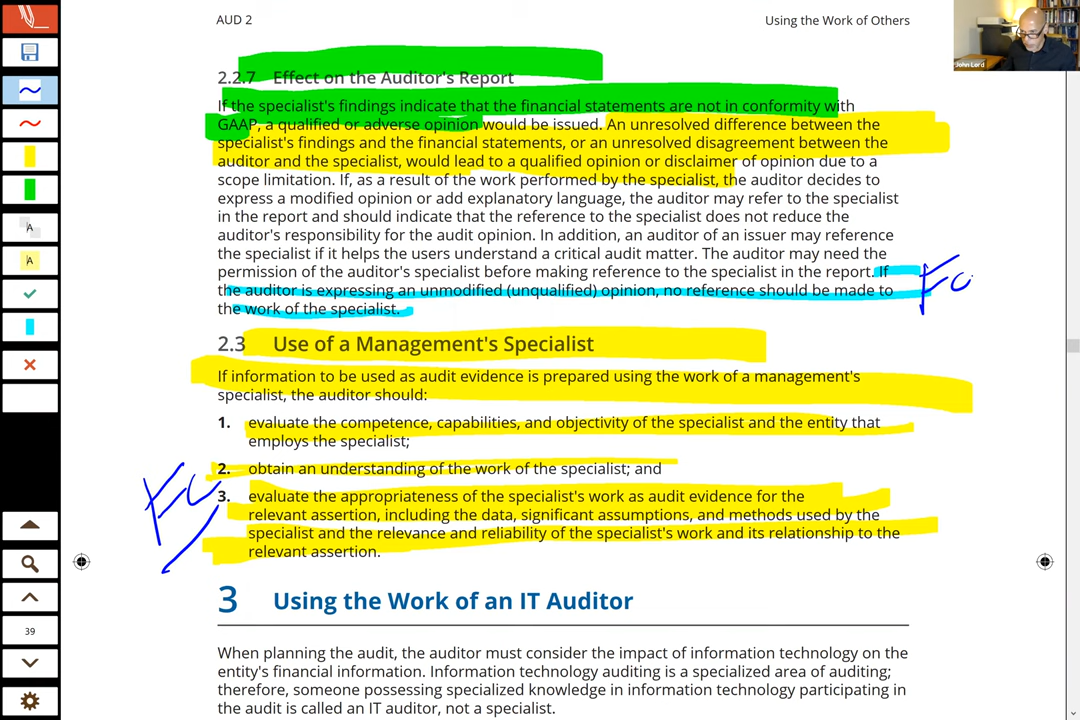 AUD 2
Using the Work of Others
John Lord
2.2.7 Effect on the Auditor's Report
If the specialist's findings indicate that the financial statements are not in conformity with
GAAP, a qualified or adverse opinion would be issued. An unresolved difference between the
specialist's findings and the financial statements, or an unresolved disagreement between the
auditor and the specialist, would lead to a qualified opinion or disclaimer of opinion due to a
scope limitation. If, as a result of the work performed by the specialist, the auditor decides to
express a modified opinion or add explanatory language, the auditor may refer to the specialist
in the report and should indicate that the reference to the specialist does not reduce the
auditor's responsibility for the audit opinion. In addition, an auditor of an issuer may reference
the specialist if it helps the users understand a critical audit matter. The auditor may need the
permission of the auditor's specialist before making reference to the specialist in the report. If
the auditor is expressing an unmodified (unqualified) opinion, no reference should be made to
the work of the specialist.
2.3 Use of a Management's Specialist
If information to be used as audit evidence is prepared using the work of a management's
specialist, the auditor should:
1. evaluate the competence, capabilities, and objectivity of the specialist and the entity that
employs the specialist;
2. obtain an understanding of the work of the specialist; and
3. evaluate the appropriateness of the specialist's work as audit evidence for the
relevant assertion, including the data, significant assumptions, and methods used by the
specialist and the relevance and reliability of the specialist's work and its relationship to the
relevant assertion.
3 Using the Work of an IT Auditor
When planning the audit, the auditor must consider the impact of information technology on the
entity's financial information. Information technology auditing is a specialized area of auditing;
therefore, someone possessing specialized knowledge in information technology participating in
the audit is called an IT auditor, not a specialist.
A
A
39